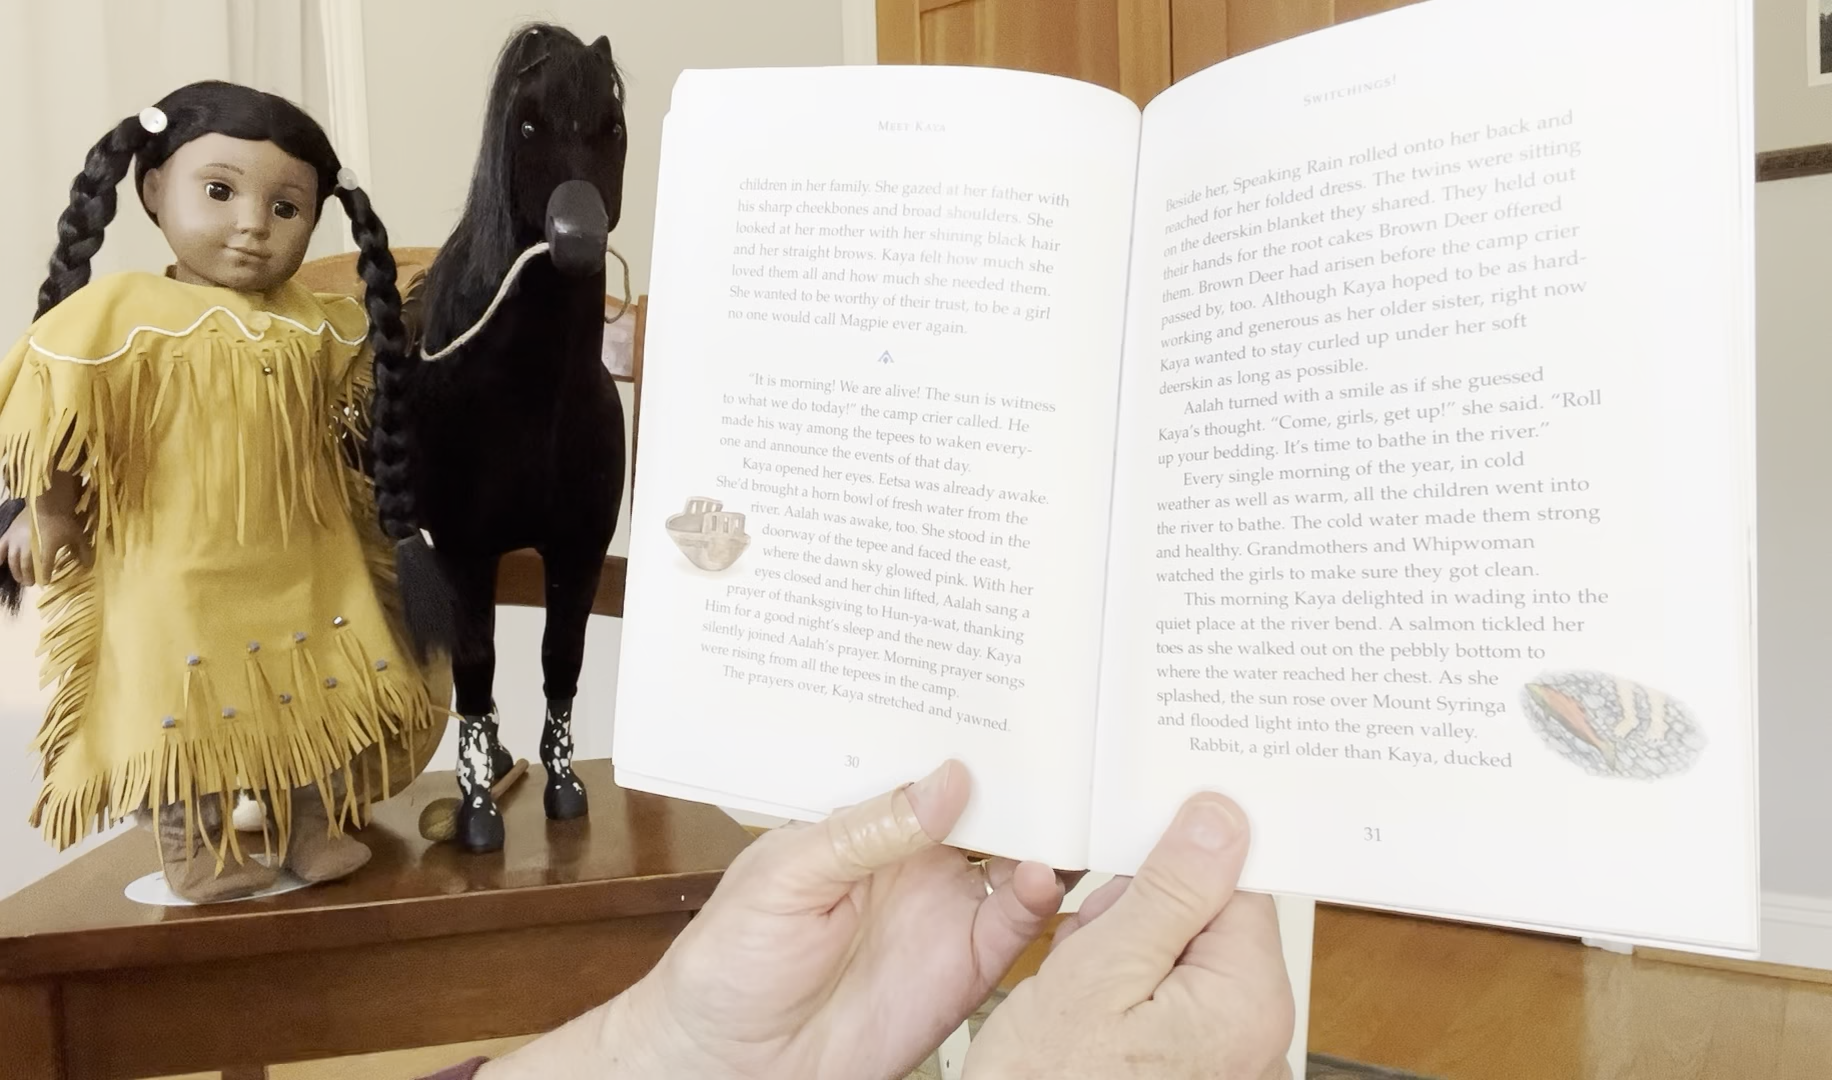 MEET KAYA
children in her family. She gazed at her father with
his sharp cheekbones and broad shoulders. She
looked at her mother with her shining black hair
and her straight brows. Kaya felt how much she
loved them all and how much she needed them.
She wanted to be worthy of their trust, to be a girl
no one would call Magpie ever again.
"It is morning! We are alive! The sun is witness
to what we do today!" the camp crier called. He
made his way among the tepees to waken every-
one and announce the events of that day.
Kaya opened her eyes. Eetsa was already awake.
She'd brought a horn bowl of fresh water from the
river. Aalah was awake, too. She stood in the
doorway of the tepee and faced the east,
where the dawn sky glowed pink. With her
eyes closed and her chin lifted, Aalah sang a
prayer of thanksgiving to Hun-ya-wat, thanking
Him for a good night's sleep and the new day. Kaya
silently joined Aalah's prayer. Morning prayer songs
were rising from all the tepees in the camp.
The prayers over, Kaya stretched and yawned.
30
SWITCHINGS!
Beside her, Speaking Rain rolled onto her back and
reached for her folded dress. The twins were sitting
on the deerskin blanket they shared. They held out
their hands for the root cakes Brown Deer offered
them. Brown Deer had arisen before the camp crier
passed by, too. Although Kaya hoped to be as hard-
working and generous as her older sister, right now
Kaya wanted to stay curled up under her soft
deerskin as long as possible.
Aalah turned with a smile as if she guessed
Kaya's thought. "Come, girls, get up!" she said. "Roll
up your bedding. It's time to bathe in the river."
Every single morning of the year, in cold
weather as well as warm, all the children went into
the river to bathe. The cold water made them strong
and healthy. Grandmothers and Whipwoman
watched the girls to make sure they got clean.
This morning Kaya delighted in wading into the
quiet place at the river bend. A salmon tickled her
toes as she walked out on the pebbly bottom to
where the water reached her chest. As she
splashed, the sun rose over Mount Syringa
and flooded light into the green valley.
Rabbit, a girl older than Kaya, ducked
31